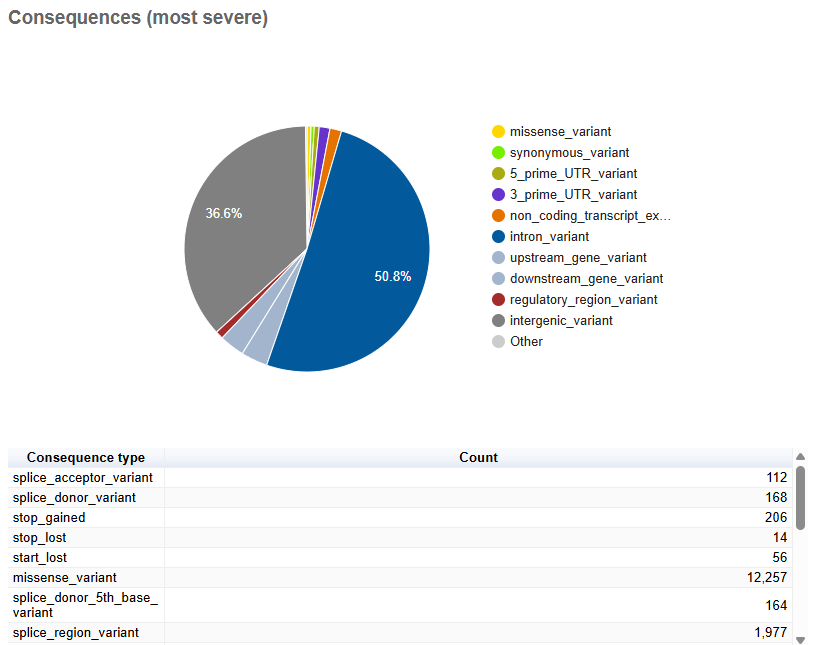 Consequences (most severe)
36.6%
50.8%
missense_variant
synonymous_variant
5_prime_UTR_variant
3_prime_UTR_variant
non_coding_transcript_ex...
intron_variant
upstream_gene_variant
downstream_gene_variant
regulatory_region_variant
intergenic_variant
Other
Consequence type Count
splice_acceptor_variant 112
splice_donor_variant 168
stop_gained 206
stop_lost 14
start_lost 56
missense_variant 12,257
splice_donor_5th_base_
variant 164
splice_region_variant 1,977